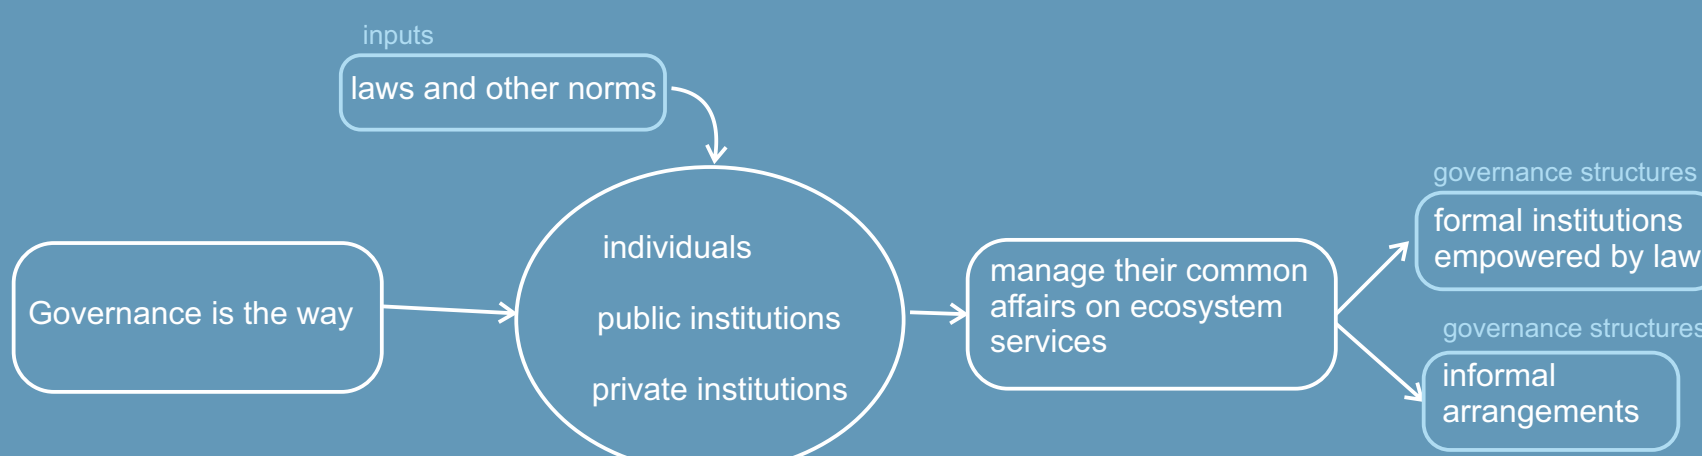 inputs
laws and other norms
Governance is the way
individuals
public institutions
private institutions
manage their common
affairs on ecosystem
services
governance structures
formal institutions
empowered by law
governance structures
informal
arrangements